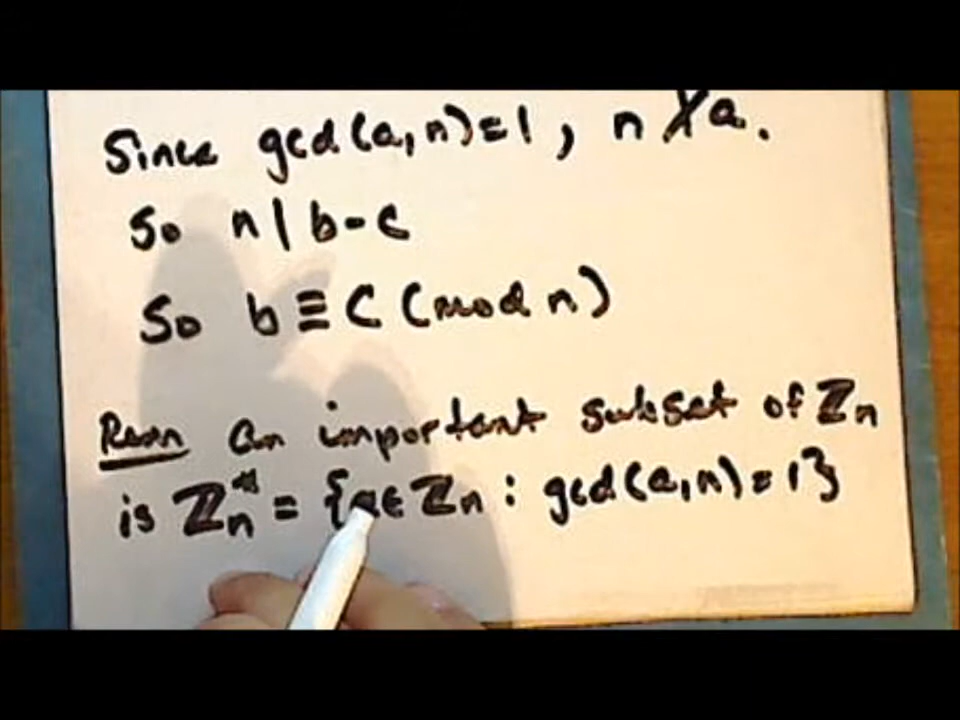 Since gcd(a,n)=1, n ∤ a.
So n | b-c
So b ≡ c (mod n)
Rem an important subset of ℤn
is ℤn* = {a ∈ ℤn : gcd(a,n)=1}